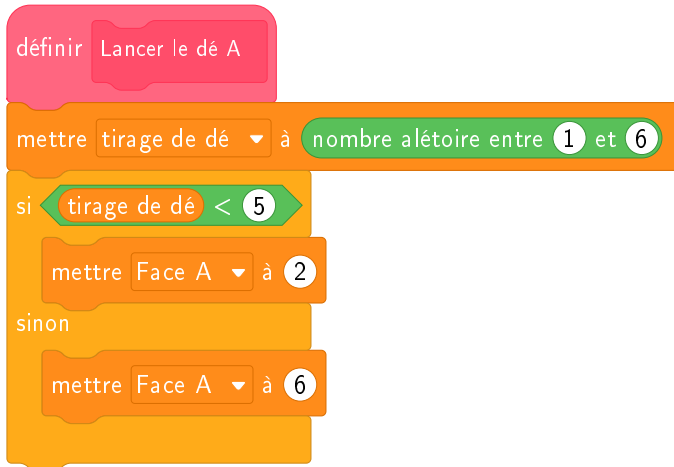 définir Lancer le dé A
mettre tirage de dé à nombre alétoire entre 1 et 6
si tirage de dé < 5
mettre Face A à 2
sinon
mettre Face A à 6